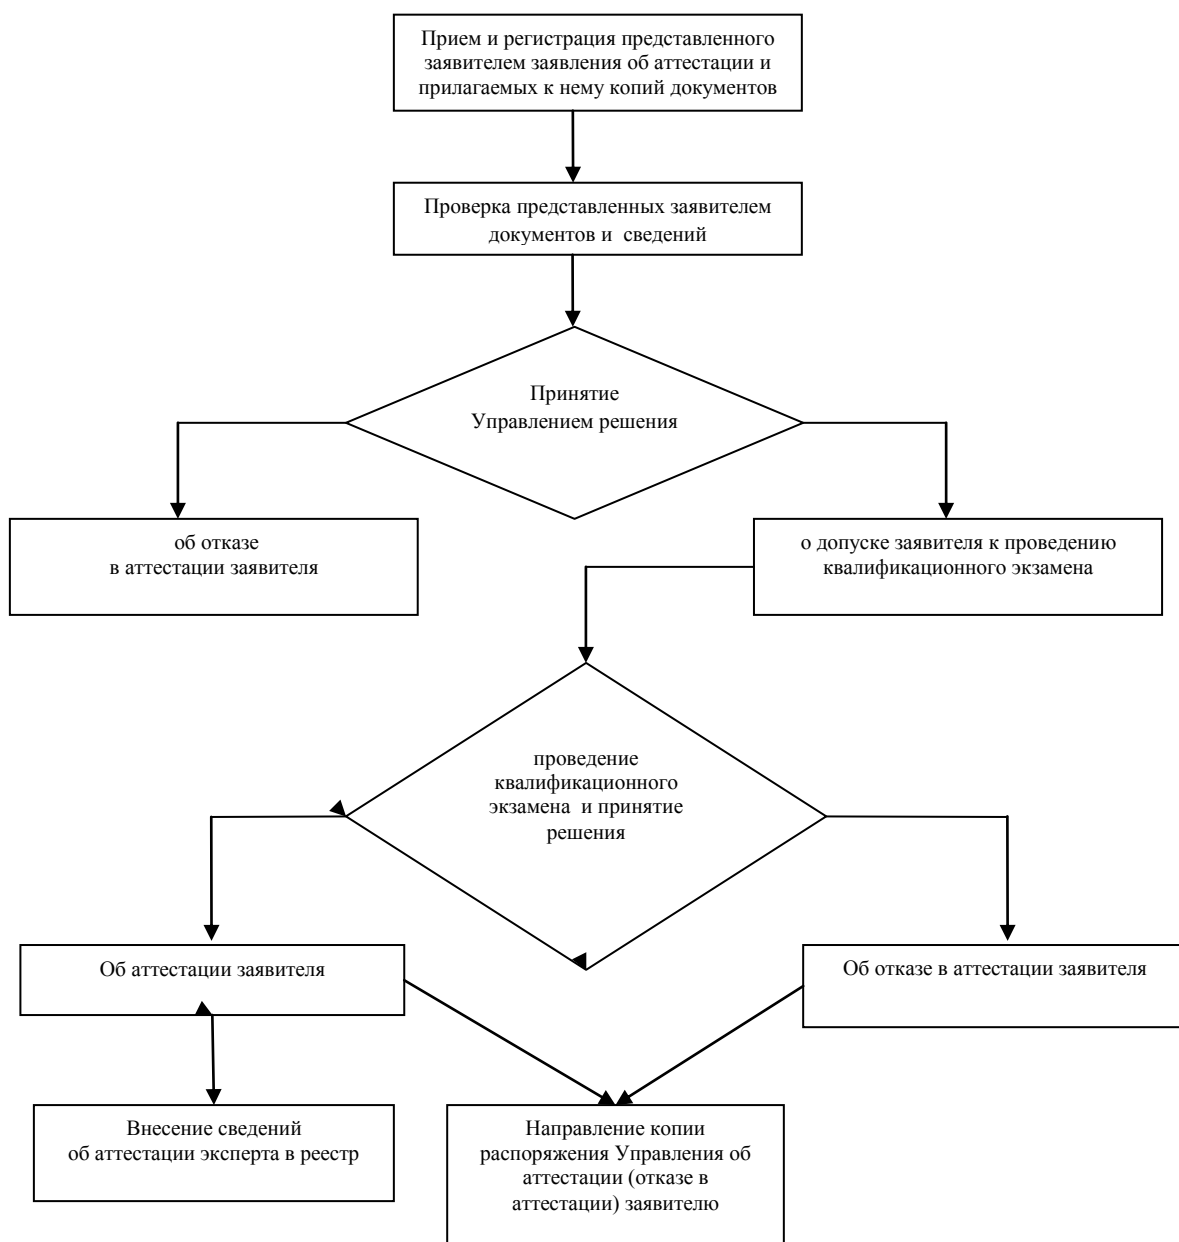 Прием и регистрация представленного
заявителем заявления об аттестации и
прилагаемых к нему копий документов
Проверка представленных заявителем
документов и сведений
Принятие
Управлением решения
об отказе
в аттестации заявителя
о допуске заявителя к проведению
квалификационного экзамена
проведение
квалификационного
экзамена и принятие
решения
Об аттестации заявителя
Об отказе в аттестации заявителя
Внесение сведений
об аттестации эксперта в реестр
Направление копии
распоряжения Управления об
аттестации (отказе в
аттестации) заявителю